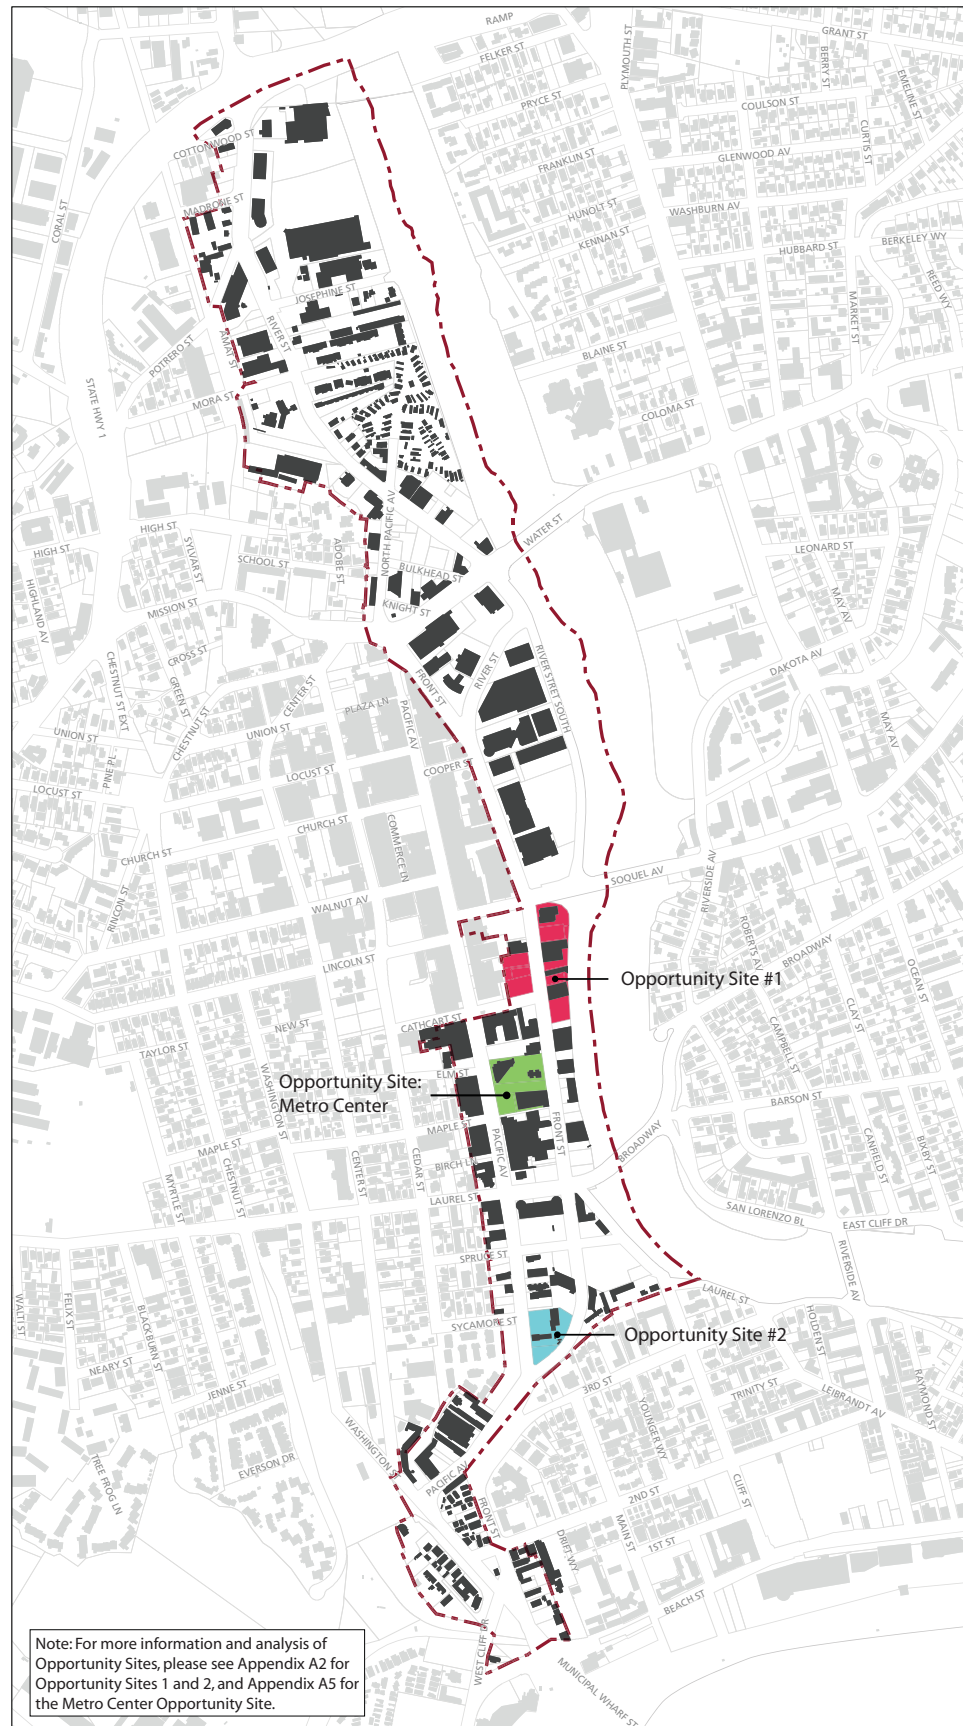 RAMP
GRANT ST
FELKER ST
PLYMOUTH ST
BERRY ST
EMELINE ST
PRYCE ST
COULSON ST
CURTIS ST
COTTONWOOD ST
FRANKLIN ST
GLENWOOD AV
CORAL ST
MADRONE ST
HUNOLT ST
WASHBURN AV
KENNAN ST
HUBBARD ST
BERKELEY WY
REED WY
JOSEPHINE ST
MARKET ST
RIVER ST
AMAT ST
POTRERO ST
BLAINE ST
STATE HWY 1
MORA ST
COLOMA ST
NORTH PACIFIC AV
WATER ST
HIGH ST
HIGH ST
SYLVAR ST
SCHOOL ST
ADOBE ST
LEONARD ST
BULKHEAD ST
HIGHLAND AV
MISSION ST
KNIGHT ST
MAY AV
CROSS ST
RIVER ST
RIVER STRET SOUTH
DAKOTA AV
CHESTNUT ST EXT
GREEN ST
CENTER ST
FRONT ST
PLAZA LN
PACIFIC AV
MAY AV
UNION ST
CHESTNUT ST
UNION ST
PINE PL
LOCUST ST
COOPER ST
LOCUST ST
CHURCH ST
COMMERCE LN
CHURCH ST
SOQUEL AV
RIVERSIDE AV
RINCON ST
WALNUT AV
ROBERTS AV
BROADWAY
LINCOLN ST
OCEAN ST
Opportunity Site #1
CLAY ST
CATHCART ST
NEW ST
CAMPBELL ST
TAYLOR ST
ELM ST
WASHINGTON ST
Opportunity Site:
Metro Center
BARSON ST
MAPLE ST
MAPLE
FRONT ST
PACIFIC AV
BROADWAY
CANFIELD ST
BIXBY ST
BIRCH LN
CENTER ST
CEDAR ST
MYRTLE ST
CHESTNUT ST
LAUREL ST
SAN LORENZO BL
EAST CLIFF DR
SPRUCE ST
RIVERSIDE AV
LAUREL ST
WALTI ST
FELIX ST
BLACKBURN ST
SYCAMORE ST
Opportunity Site #2
HOLDEN ST
NEARY ST
3RD ST
TRINITY ST
LEIBRANDT AV
RAYMOND ST
JENNE ST
YOUNGER WY
WASHINGTON S
EVERSON DR
TREE FROG LN
PACIFIC AV
2ND ST
CLIFF ST
FRONT ST
MAIN ST
1ST ST
DRIFT WY
BEACH ST
WEST CLIFF DR
MUNICIPAL WHARF ST
Note: For more information and analysis of
Opportunity Sites, please see Appendix A2 for
Opportunity Sites 1 and 2, and Appendix A5 for
the Metro Center Opportunity Site.